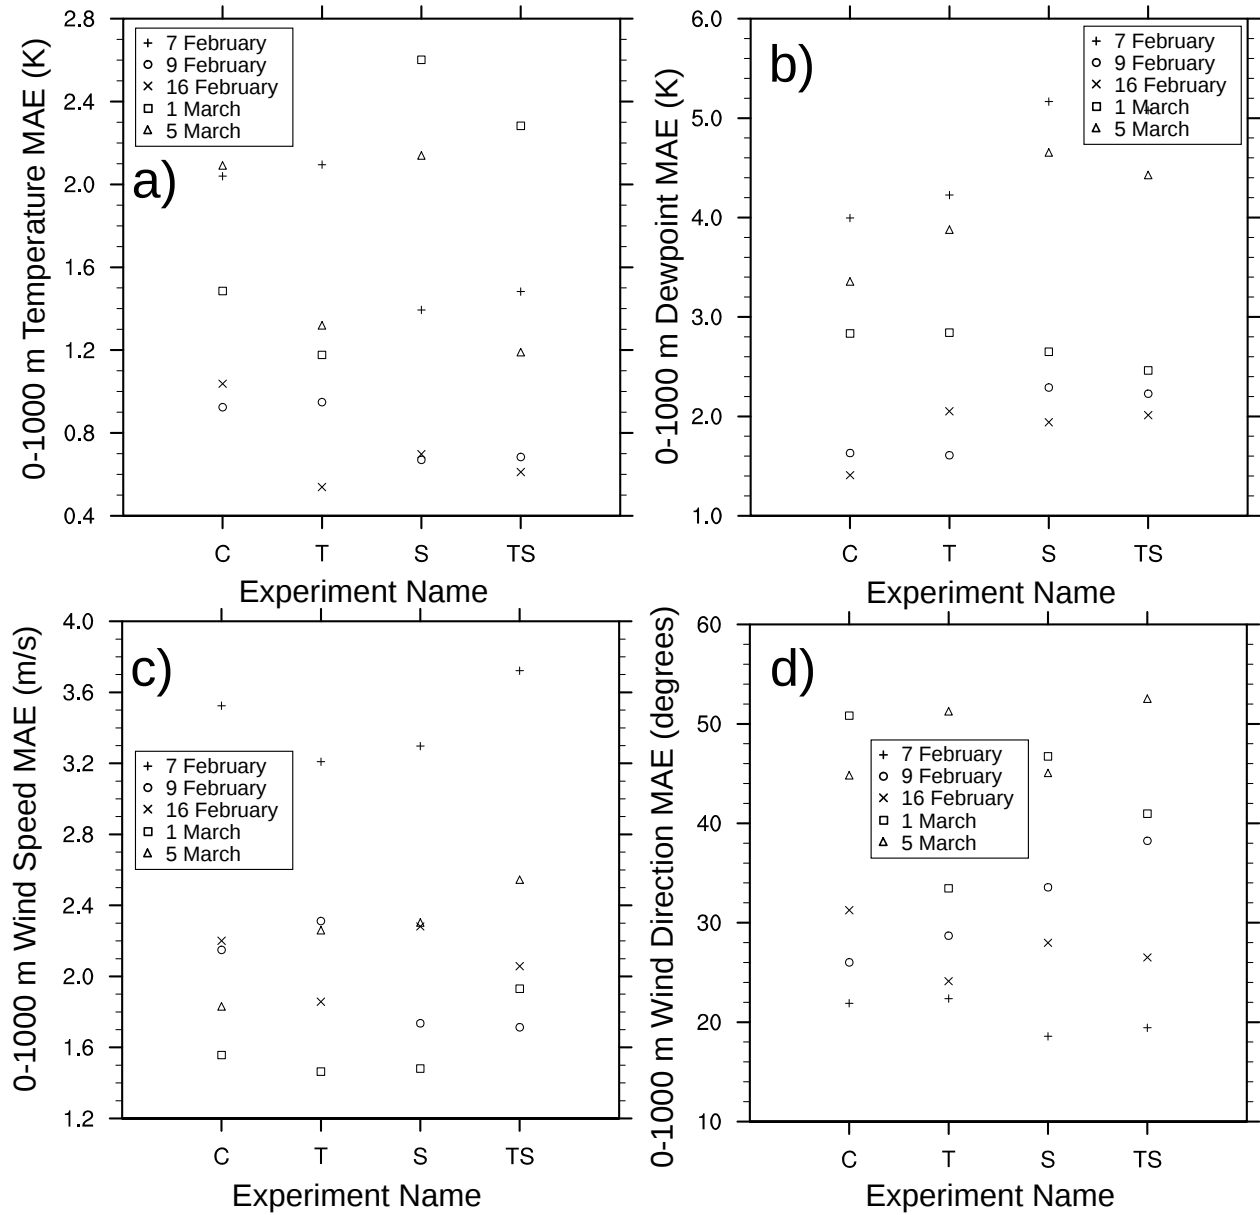 0-1000 m Temperature MAE (K)
2.8
2.4
2.0
1.6
1.2
0.8
0.4
7 February
9 February
16 February
1 March
5 March
a)
C T S TS
Experiment Name
0-1000 m Dewpoint MAE (K)
6.0
5.0
4.0
3.0
2.0
1.0
b)
7 February
9 February
16 February
1 March
5 March
C T S TS
Experiment Name
0-1000 m Wind Speed MAE (m/s)
4.0
3.6
3.2
2.8
2.4
2.0
1.6
1.2
c)
7 February
9 February
16 February
1 March
5 March
C T S TS
Experiment Name
0-1000 m Wind Direction MAE (degrees)
60
50
40
30
20
10
d)
7 February
9 February
16 February
1 March
5 March
C T S TS
Experiment Name